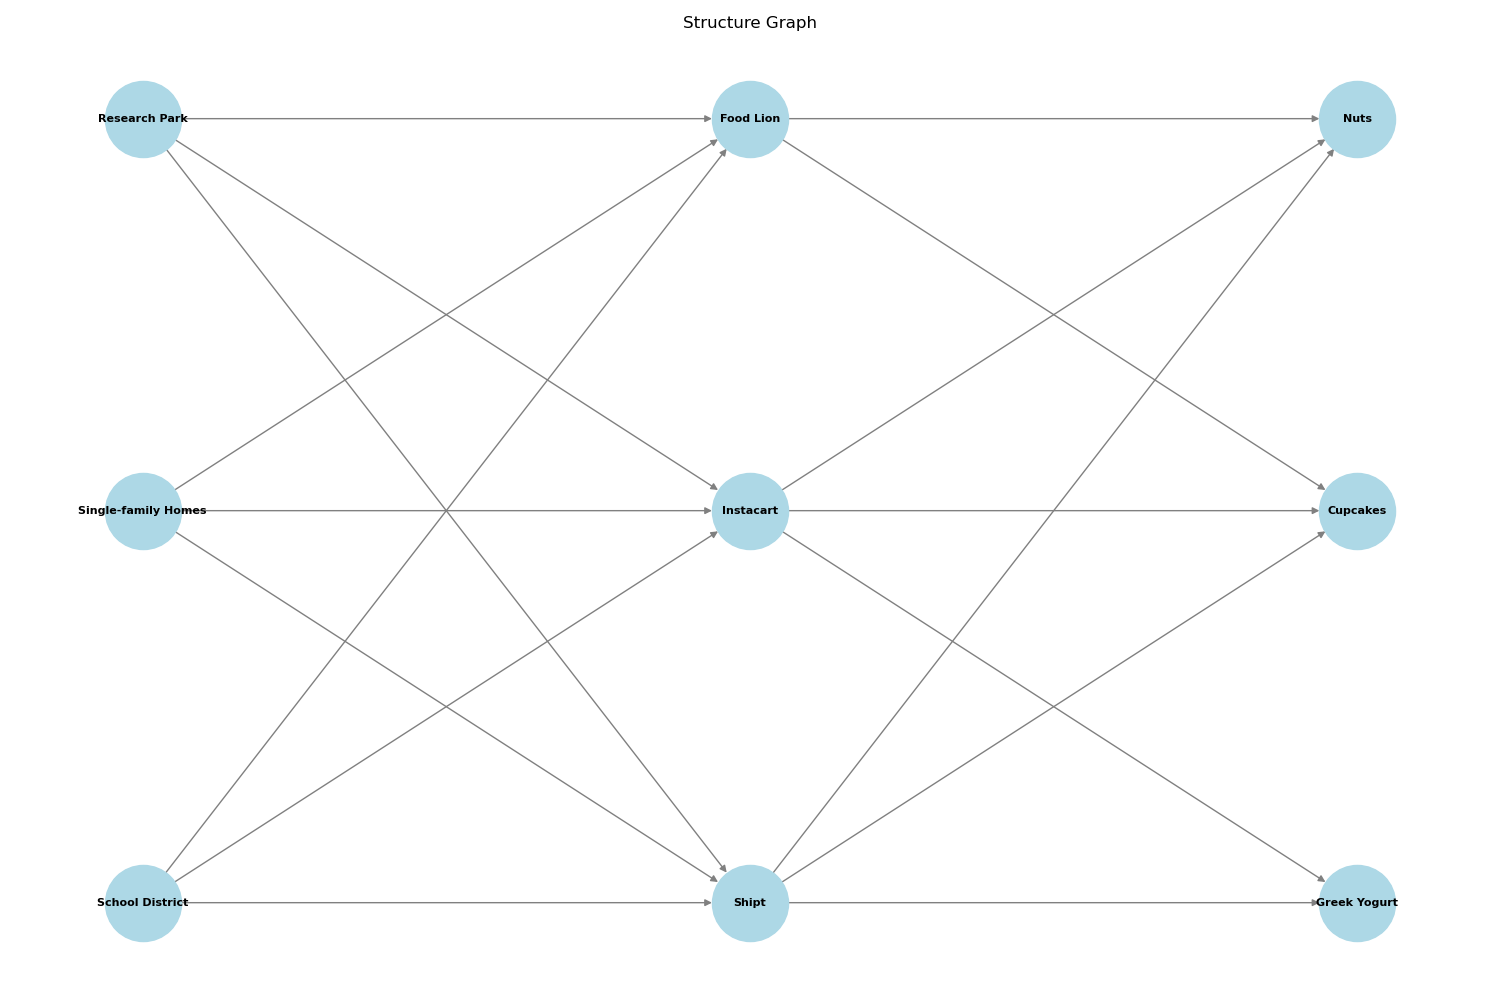 Structure Graph
Research Park
Food Lion
Nuts
Single-family Homes
Instacart
Cupcakes
School District
Shipt
Greek Yogurt